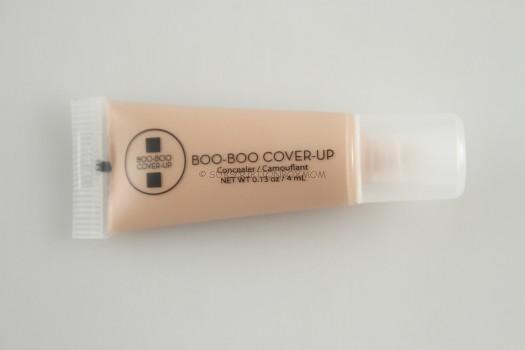 BOO-BOO
COVER-UP
BOO-BOO COVER-UP
Concealer / Camouflant
NET WT 0.13 oz / 4 mL